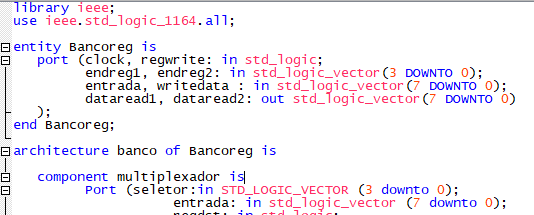 library ieee;
use ieee.std_logic_1164.all;
entity Bancoreg is
port (clock, regwrite: in std_logic;
endreg1, endreg2: in std_logic_vector(3 DOWNTO 0);
entrada, writedata : in std_logic_vector(7 DOWNTO 0);
dataread1, dataread2: out std_logic_vector(7 DOWNTO 0)
);
end Bancoreg;
architecture banco of Bancoreg is
component multiplexador is
Port (seletor:in STD_LOGIC_VECTOR (3 downto 0);
entrada: in std_logic_vector (7 downto 0);
regdst: in std_logic;